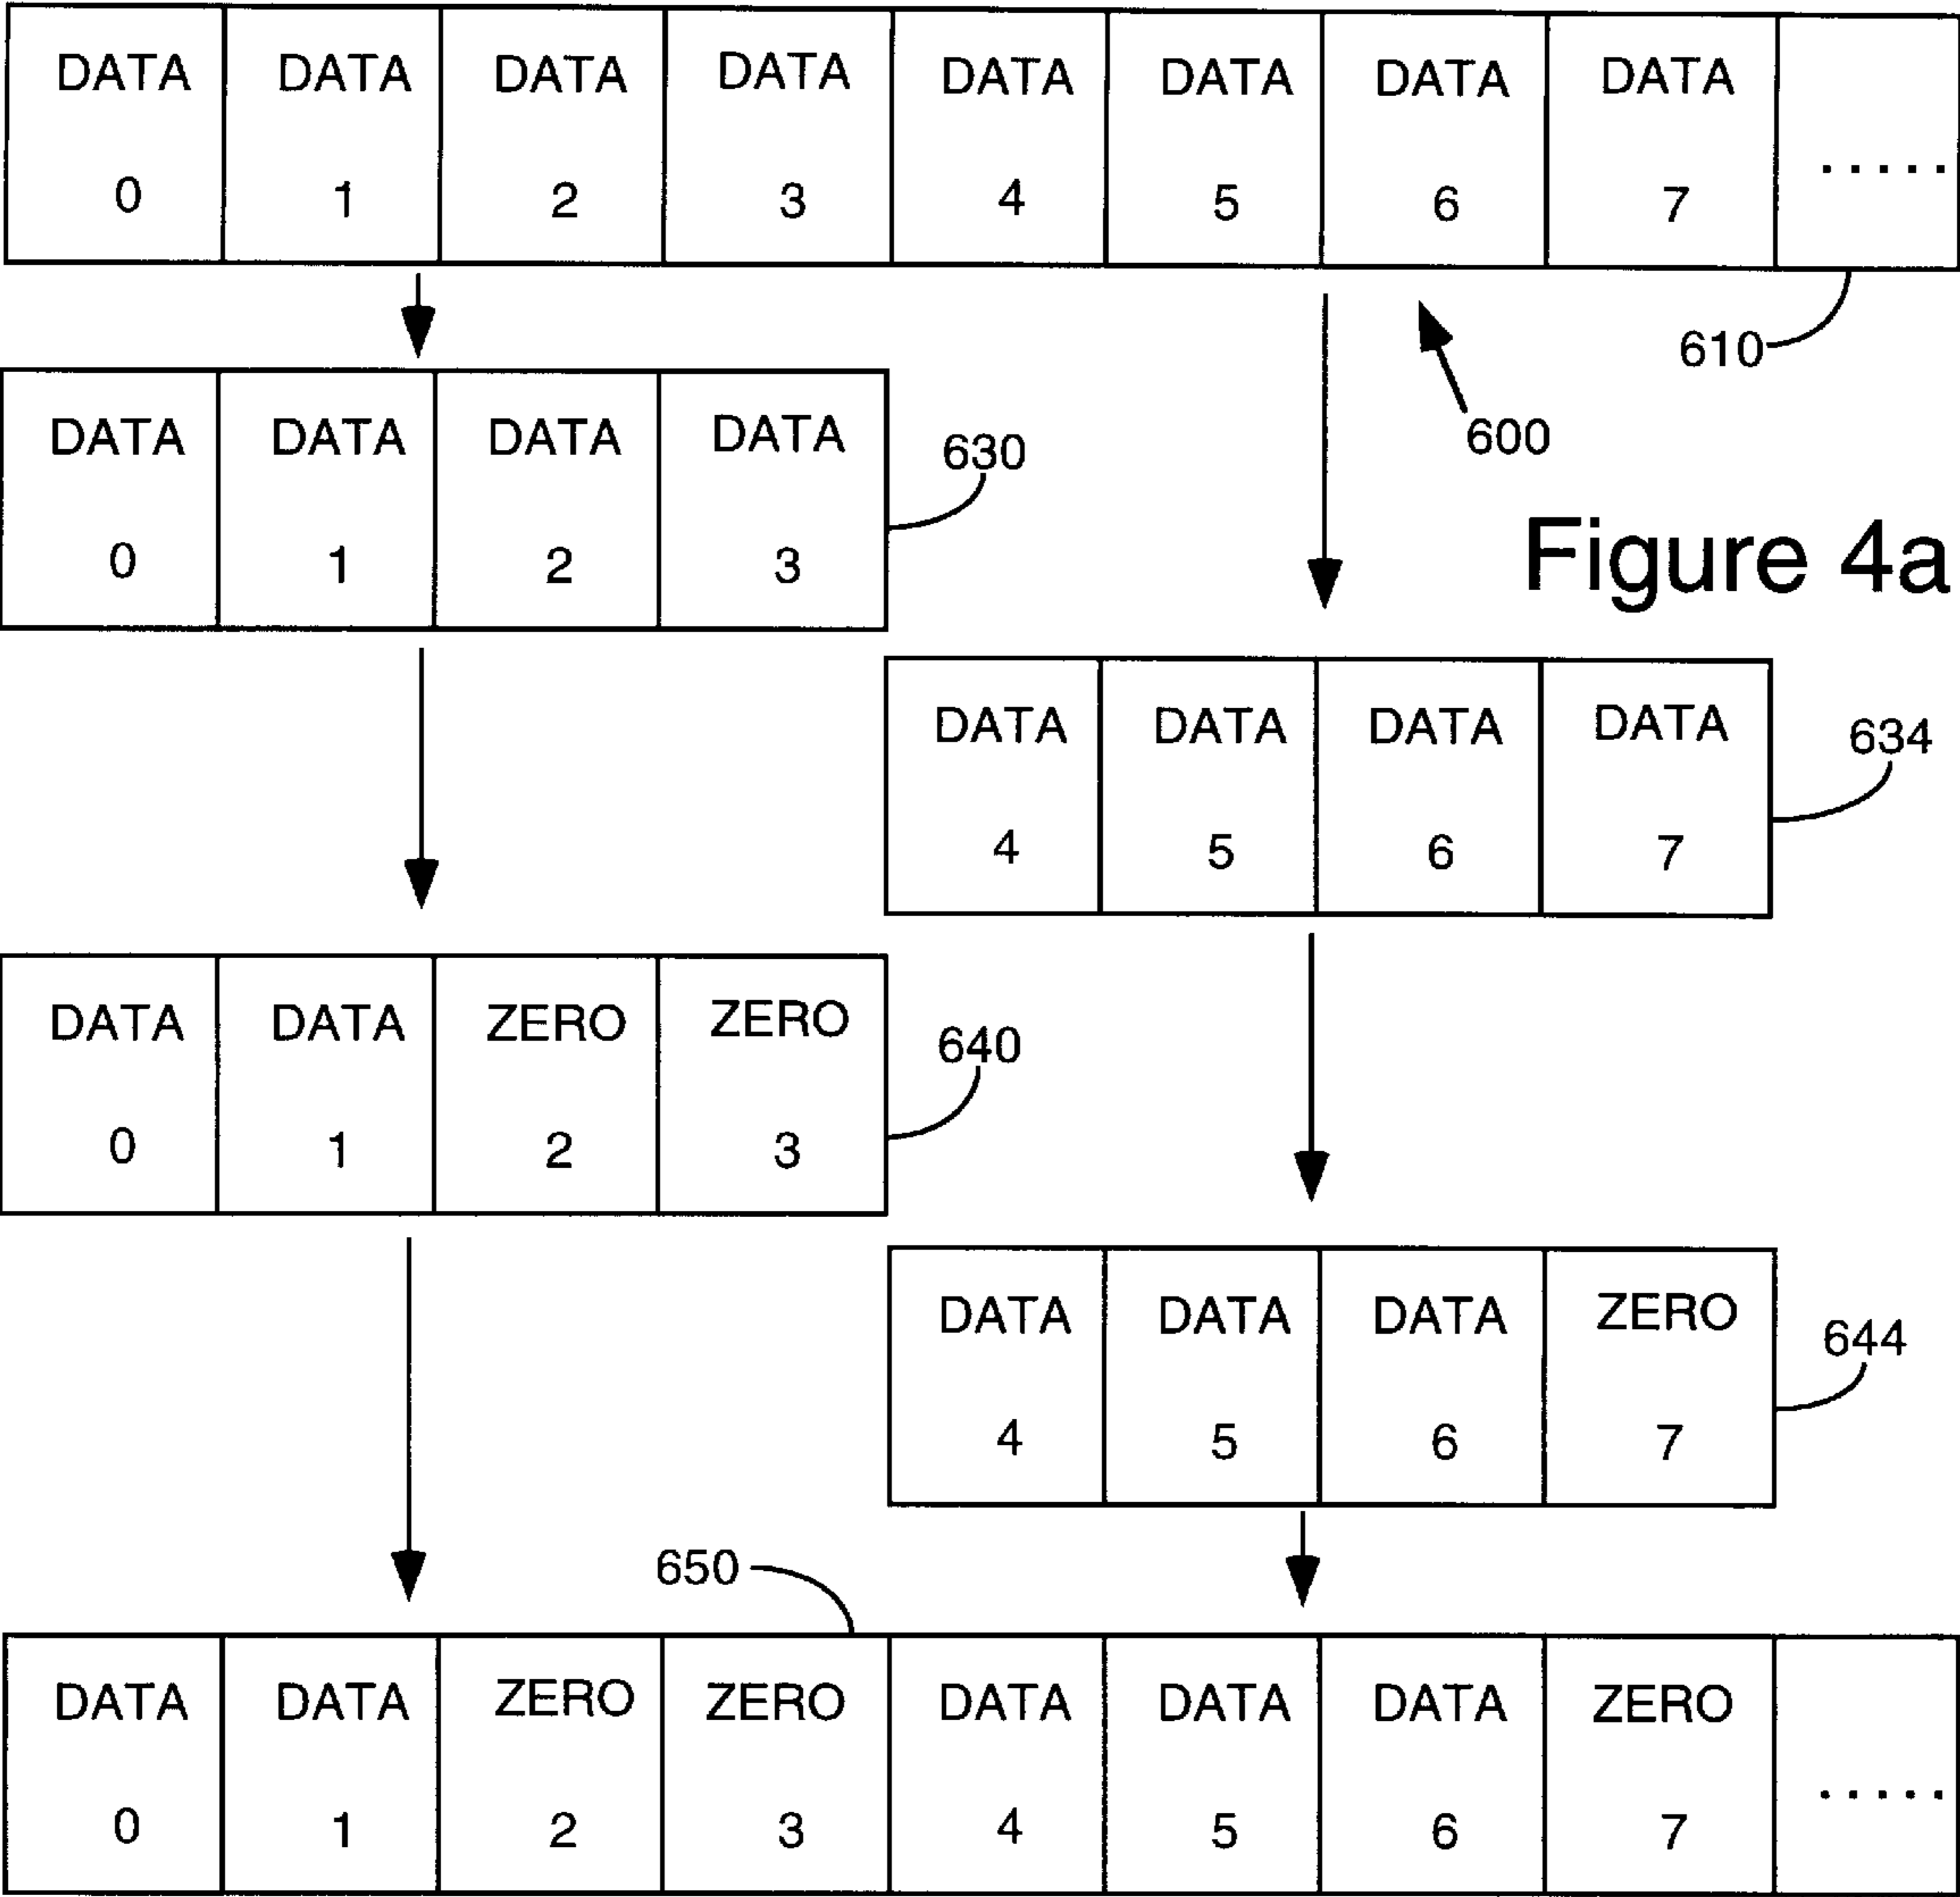 DATA DATA DATA DATA DATA DATA DATA DATA
0 1 2 3 4 5 6 7 .....
610
600
DATA DATA DATA DATA
630
0 1 2 3
Figure 4a
DATA DATA DATA DATA
634
4 5 6 7
DATA DATA ZERO ZERO
640
0 1 2 3
DATA DATA DATA ZERO
644
4 5 6 7
650
DATA DATA ZERO ZERO DATA DATA DATA ZERO
0 1 2 3 4 5 6 7 .....